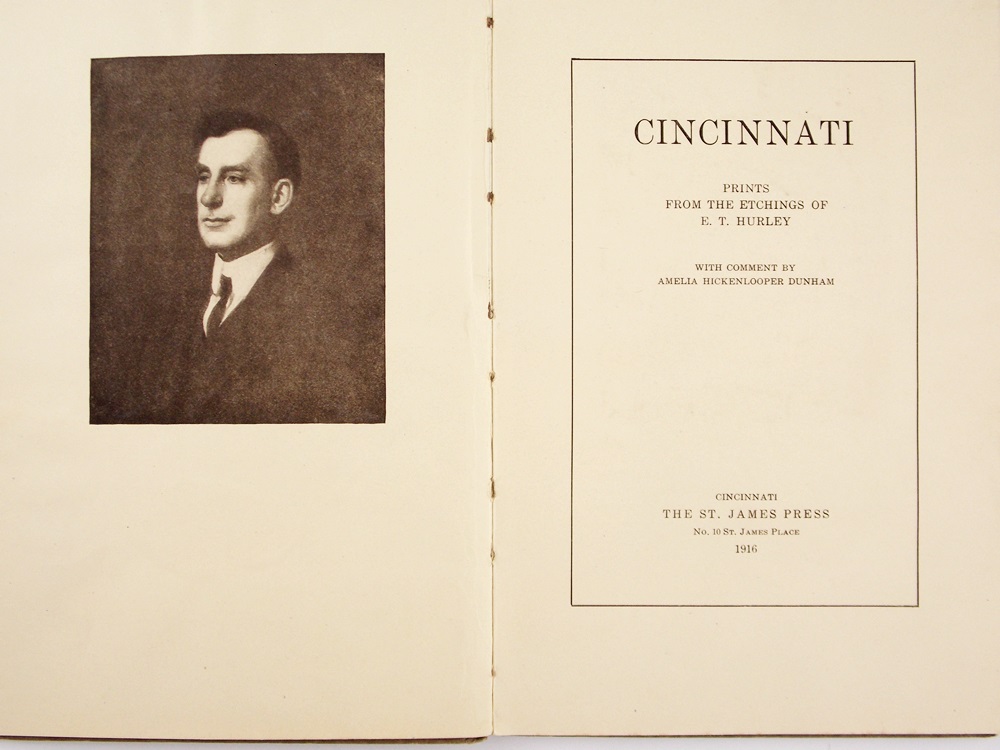 CINCINNATI
PRINTS
FROM THE ETCHINGS OF
E. T. HURLEY
WITH COMMENT BY
AMELIA HICKENLOOPER DUNHAM
CINCINNATI
THE ST. JAMES PRESS
No. 10 St. James Place
1916